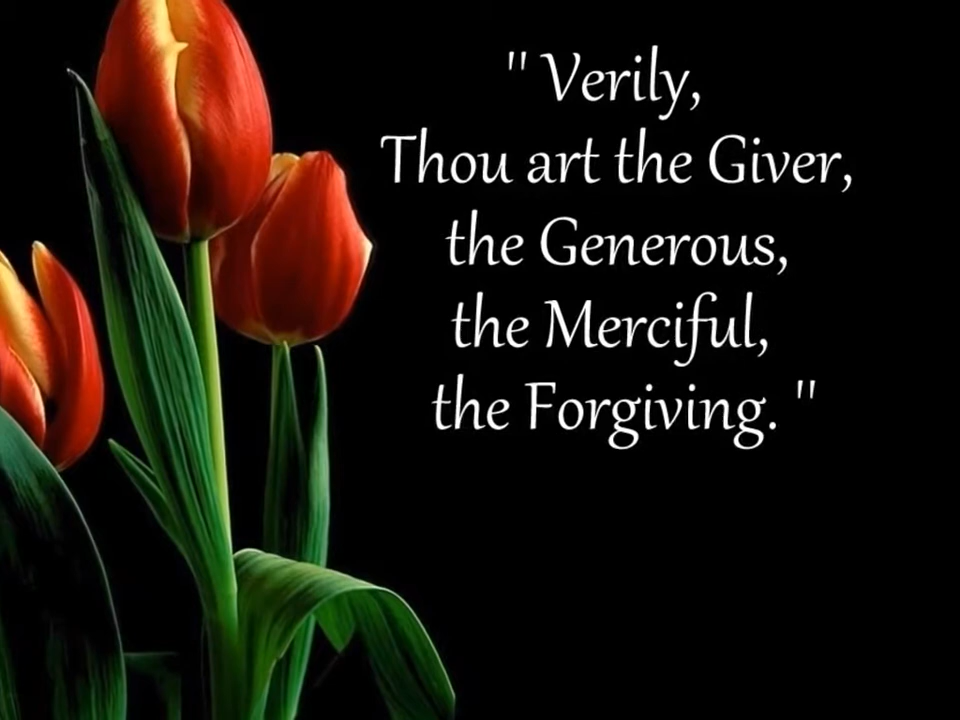 " Verily,
Thou art the Giver,
the Generous,
the Merciful,
the Forgiving. "